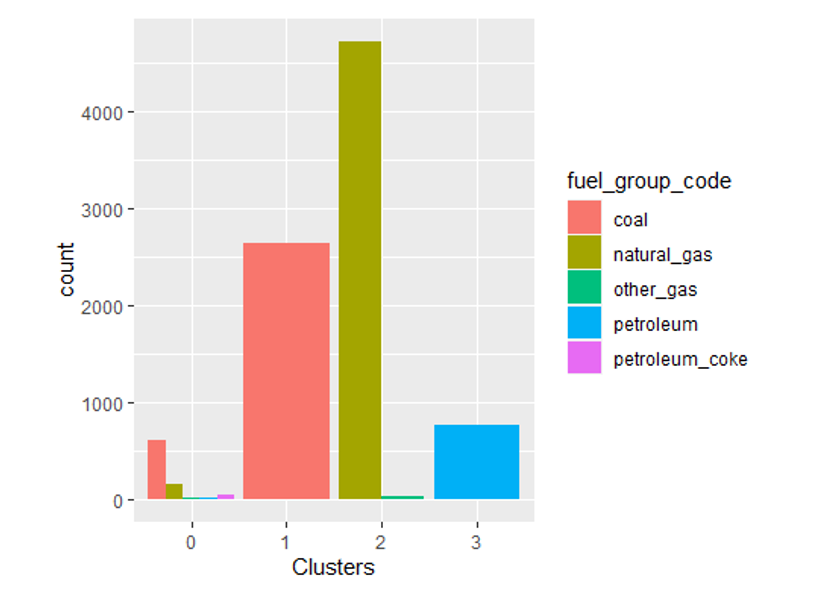 4000
3000
2000
1000
0
count
0 1 2 3
Clusters
fuel_group_code
coal
natural_gas
other_gas
petroleum
petroleum_coke